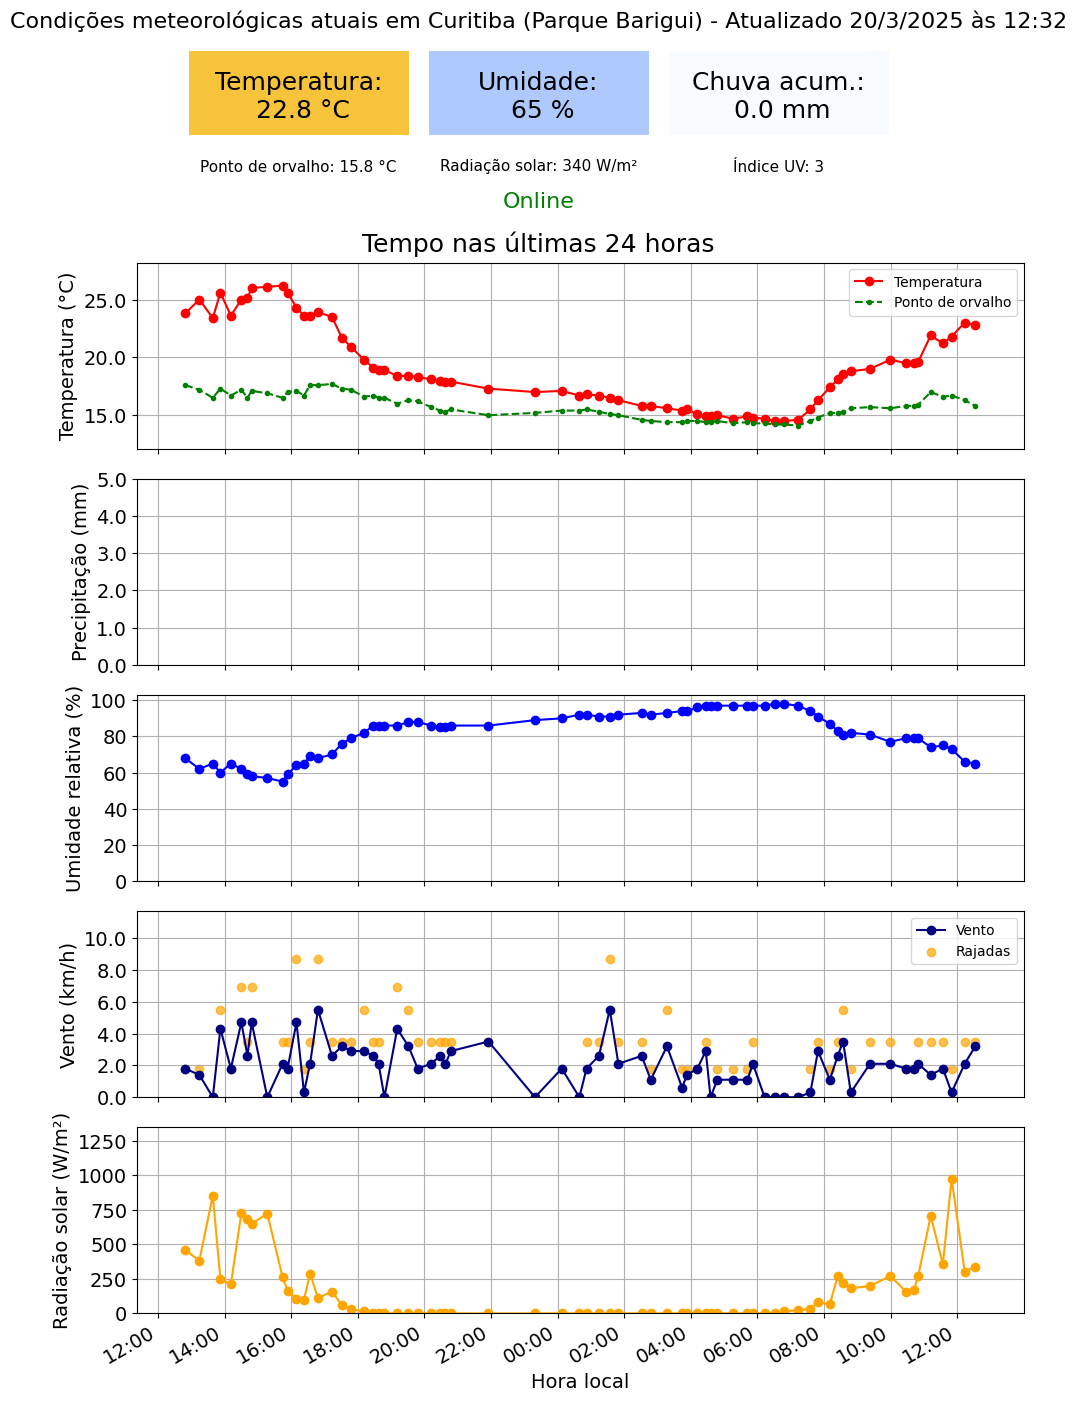 Condições meteorológicas atuais em Curitiba (Parque Barigui) - Atualizado 20/3/2025 às 12:32
Temperatura:
22.8 °C
Umidade:
65 %
Chuva acum.:
0.0 mm
Ponto de orvalho: 15.8 °C
Radiação solar: 340 W/m²
Índice UV: 3
Online
Tempo nas últimas 24 horas
Temperatura (°C)
25.0
20.0
15.0
Temperatura
Ponto de orvalho
Precipitação (mm)
5.0
4.0
3.0
2.0
1.0
0.0
Umidade relativa (%)
100
80
60
40
20
0
Vento (km/h)
10.0
8.0
6.0
4.0
2.0
0.0
Vento
Rajadas
Radiação solar (W/m²)
1250
1000
750
500
250
0
12:00
14:00
16:00
18:00
20:00
22:00
00:00
02:00
04:00
06:00
08:00
10:00
12:00
Hora local